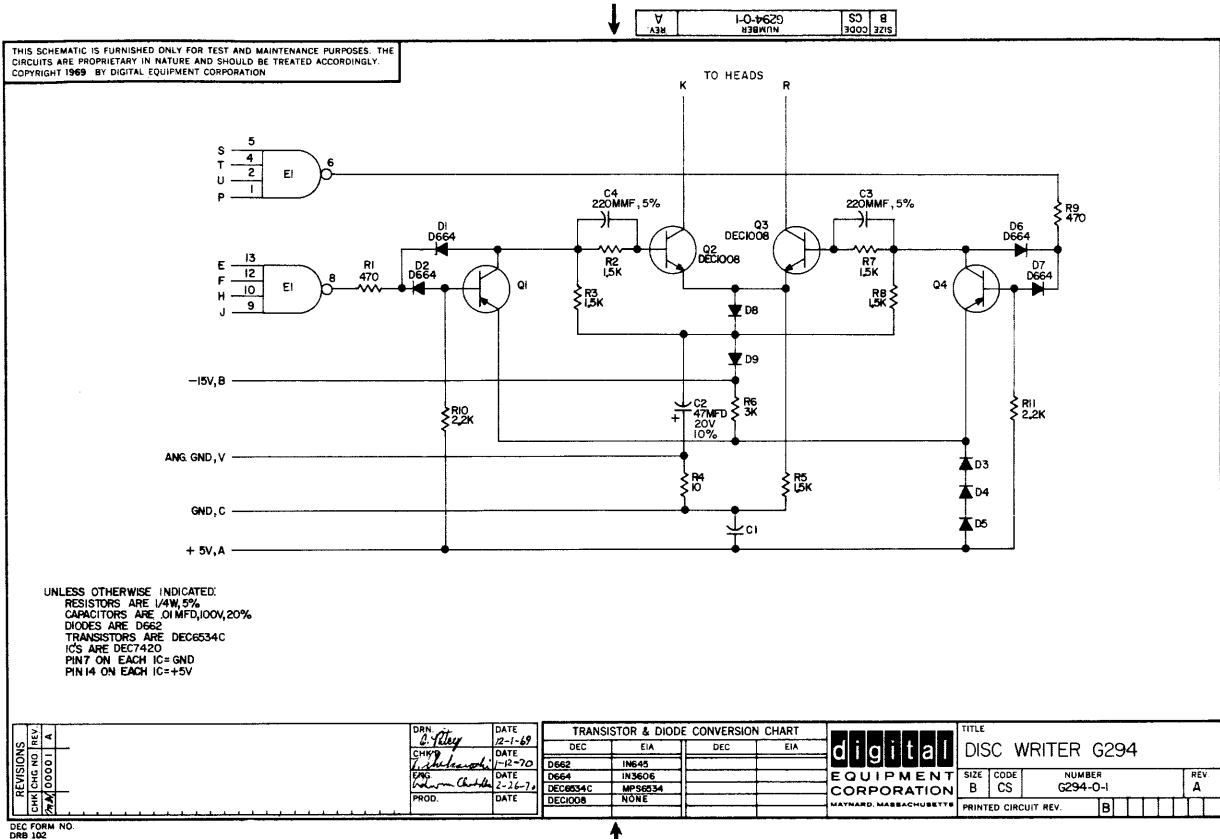 REV. A
NUMBER G294-O-I
CODE CS
SIZE B
THIS SCHEMATIC IS FURNISHED ONLY FOR TEST AND MAINTENANCE PURPOSES. THE
CIRCUITS ARE PROPRIETARY IN NATURE AND SHOULD BE TREATED ACCORDINGLY.
COPYRIGHT 1969 BY DIGITAL EQUIPMENT CORPORATION
TO HEADS
K
R
S 5
T 4
U 2
P 1
E1
6
E 13
F 12
H 10
J 9
E1
8
R1
470
D1
D664
D2
D664
Q1
C4
220MMF, 5%
R2
1.5K
R3
1.5K
Q2
DEC1008
Q3
DEC1008
C3
220MMF, 5%
R7
1.5K
R8
1.5K
R9
470
D6
D664
D7
D664
Q4
D8
D9
-15V, B
R10
2.2K
C2
+ 47MFD
20V
10%
R6
3K
R11
2.2K
ANG. GND, V
R4
10
R5
1.5K
D3
D4
D5
GND, C
C1
+ 5V, A
UNLESS OTHERWISE INDICATED:
RESISTORS ARE 1/4W, 5%
CAPACITORS ARE .01 MFD, 100V, 20%
DIODES ARE D662
TRANSISTORS ARE DEC6534C
IC'S ARE DEC7420
PIN 7 ON EACH IC = GND
PIN 14 ON EACH IC = +5V
REVISIONS
CHK CHG NO REV.
00001 A
DRN. DATE
12-1-69
CHK'D DATE
1-12-70
ENG. DATE
PROD. DATE
TRANSISTOR & DIODE CONVERSION CHART
DEC EIA DEC EIA
D662 IN645
D664 IN3606
DEC6534C MPS6534
DEC1008 NONE
digital
EQUIPMENT
CORPORATION
MAYNARD, MASSACHUSETTS
TITLE
DISC WRITER G294
SIZE CODE NUMBER REV
B CS G294-O-I A
PRINTED CIRCUIT REV. B
DEC FORM NO.
DRB 102